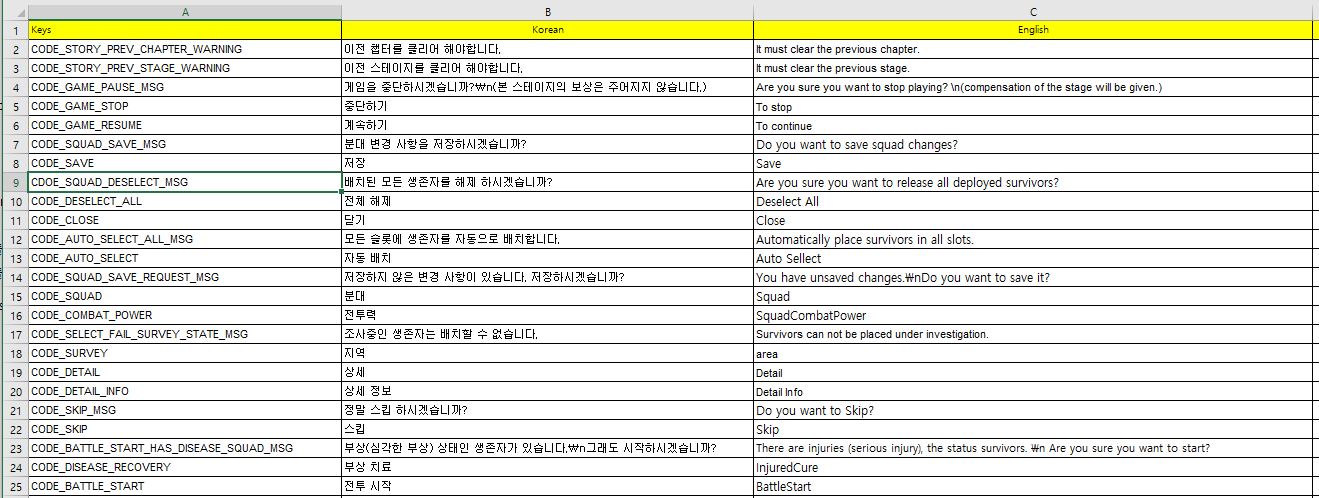 A B C
1 Keys Korean English
2 CODE_STORY_PREV_CHAPTER_WARNING 이전 챕터를 클리어 해야합니다. It must clear the previous chapter.
3 CODE_STORY_PREV_STAGE_WARNING 이전 스테이지를 클리어 해야합니다. It must clear the previous stage.
4 CODE_GAME_PAUSE_MSG 게임을 중단하시겠습니까?₩n(본 스테이지의 보상은 주어지지 않습니다.) Are you sure you want to stop playing? \n(compensation of the stage will be given.)
5 CODE_GAME_STOP 중단하기 To stop
6 CODE_GAME_RESUME 계속하기 To continue
7 CODE_SQUAD_SAVE_MSG 분대 변경 사항을 저장하시겠습니까? Do you want to save squad changes?
8 CODE_SAVE 저장 Save
9 CDOE_SQUAD_DESELECT_MSG 배치된 모든 생존자를 해제 하시겠습니까? Are you sure you want to release all deployed survivors?
10 CODE_DESELECT_ALL 전체 해제 Deselect All
11 CODE_CLOSE 닫기 Close
12 CODE_AUTO_SELECT_ALL_MSG 모든 슬롯에 생존자를 자동으로 배치합니다. Automatically place survivors in all slots.
13 CODE_AUTO_SELECT 자동 배치 Auto Sellect
14 CODE_SQUAD_SAVE_REQUEST_MSG 저장하지 않은 변경 사항이 있습니다. 저장하시겠습니까? You have unsaved changes.₩nDo you want to save it?
15 CODE_SQUAD 분대 Squad
16 CODE_COMBAT_POWER 전투력 SquadCombatPower
17 CODE_SELECT_FAIL_SURVEY_STATE_MSG 조사중인 생존자는 배치할 수 없습니다. Survivors can not be placed under investigation.
18 CODE_SURVEY 지역 area
19 CODE_DETAIL 상세 Detail
20 CODE_DETAIL_INFO 상세 정보 Detail Info
21 CODE_SKIP_MSG 정말 스킵 하시겠습니까? Do you want to Skip?
22 CODE_SKIP 스킵 Skip
23 CODE_BATTLE_START_HAS_DISEASE_SQUAD_MSG 부상(심각한 부상) 상태인 생존자가 있습니다.₩n그래도 시작하시겠습니까? There are injuries (serious injury), the status survivors. ₩n Are you sure you want to start?
24 CODE_DISEASE_RECOVERY 부상 치료 InjuredCure
25 CODE_BATTLE_START 전투 시작 BattleStart